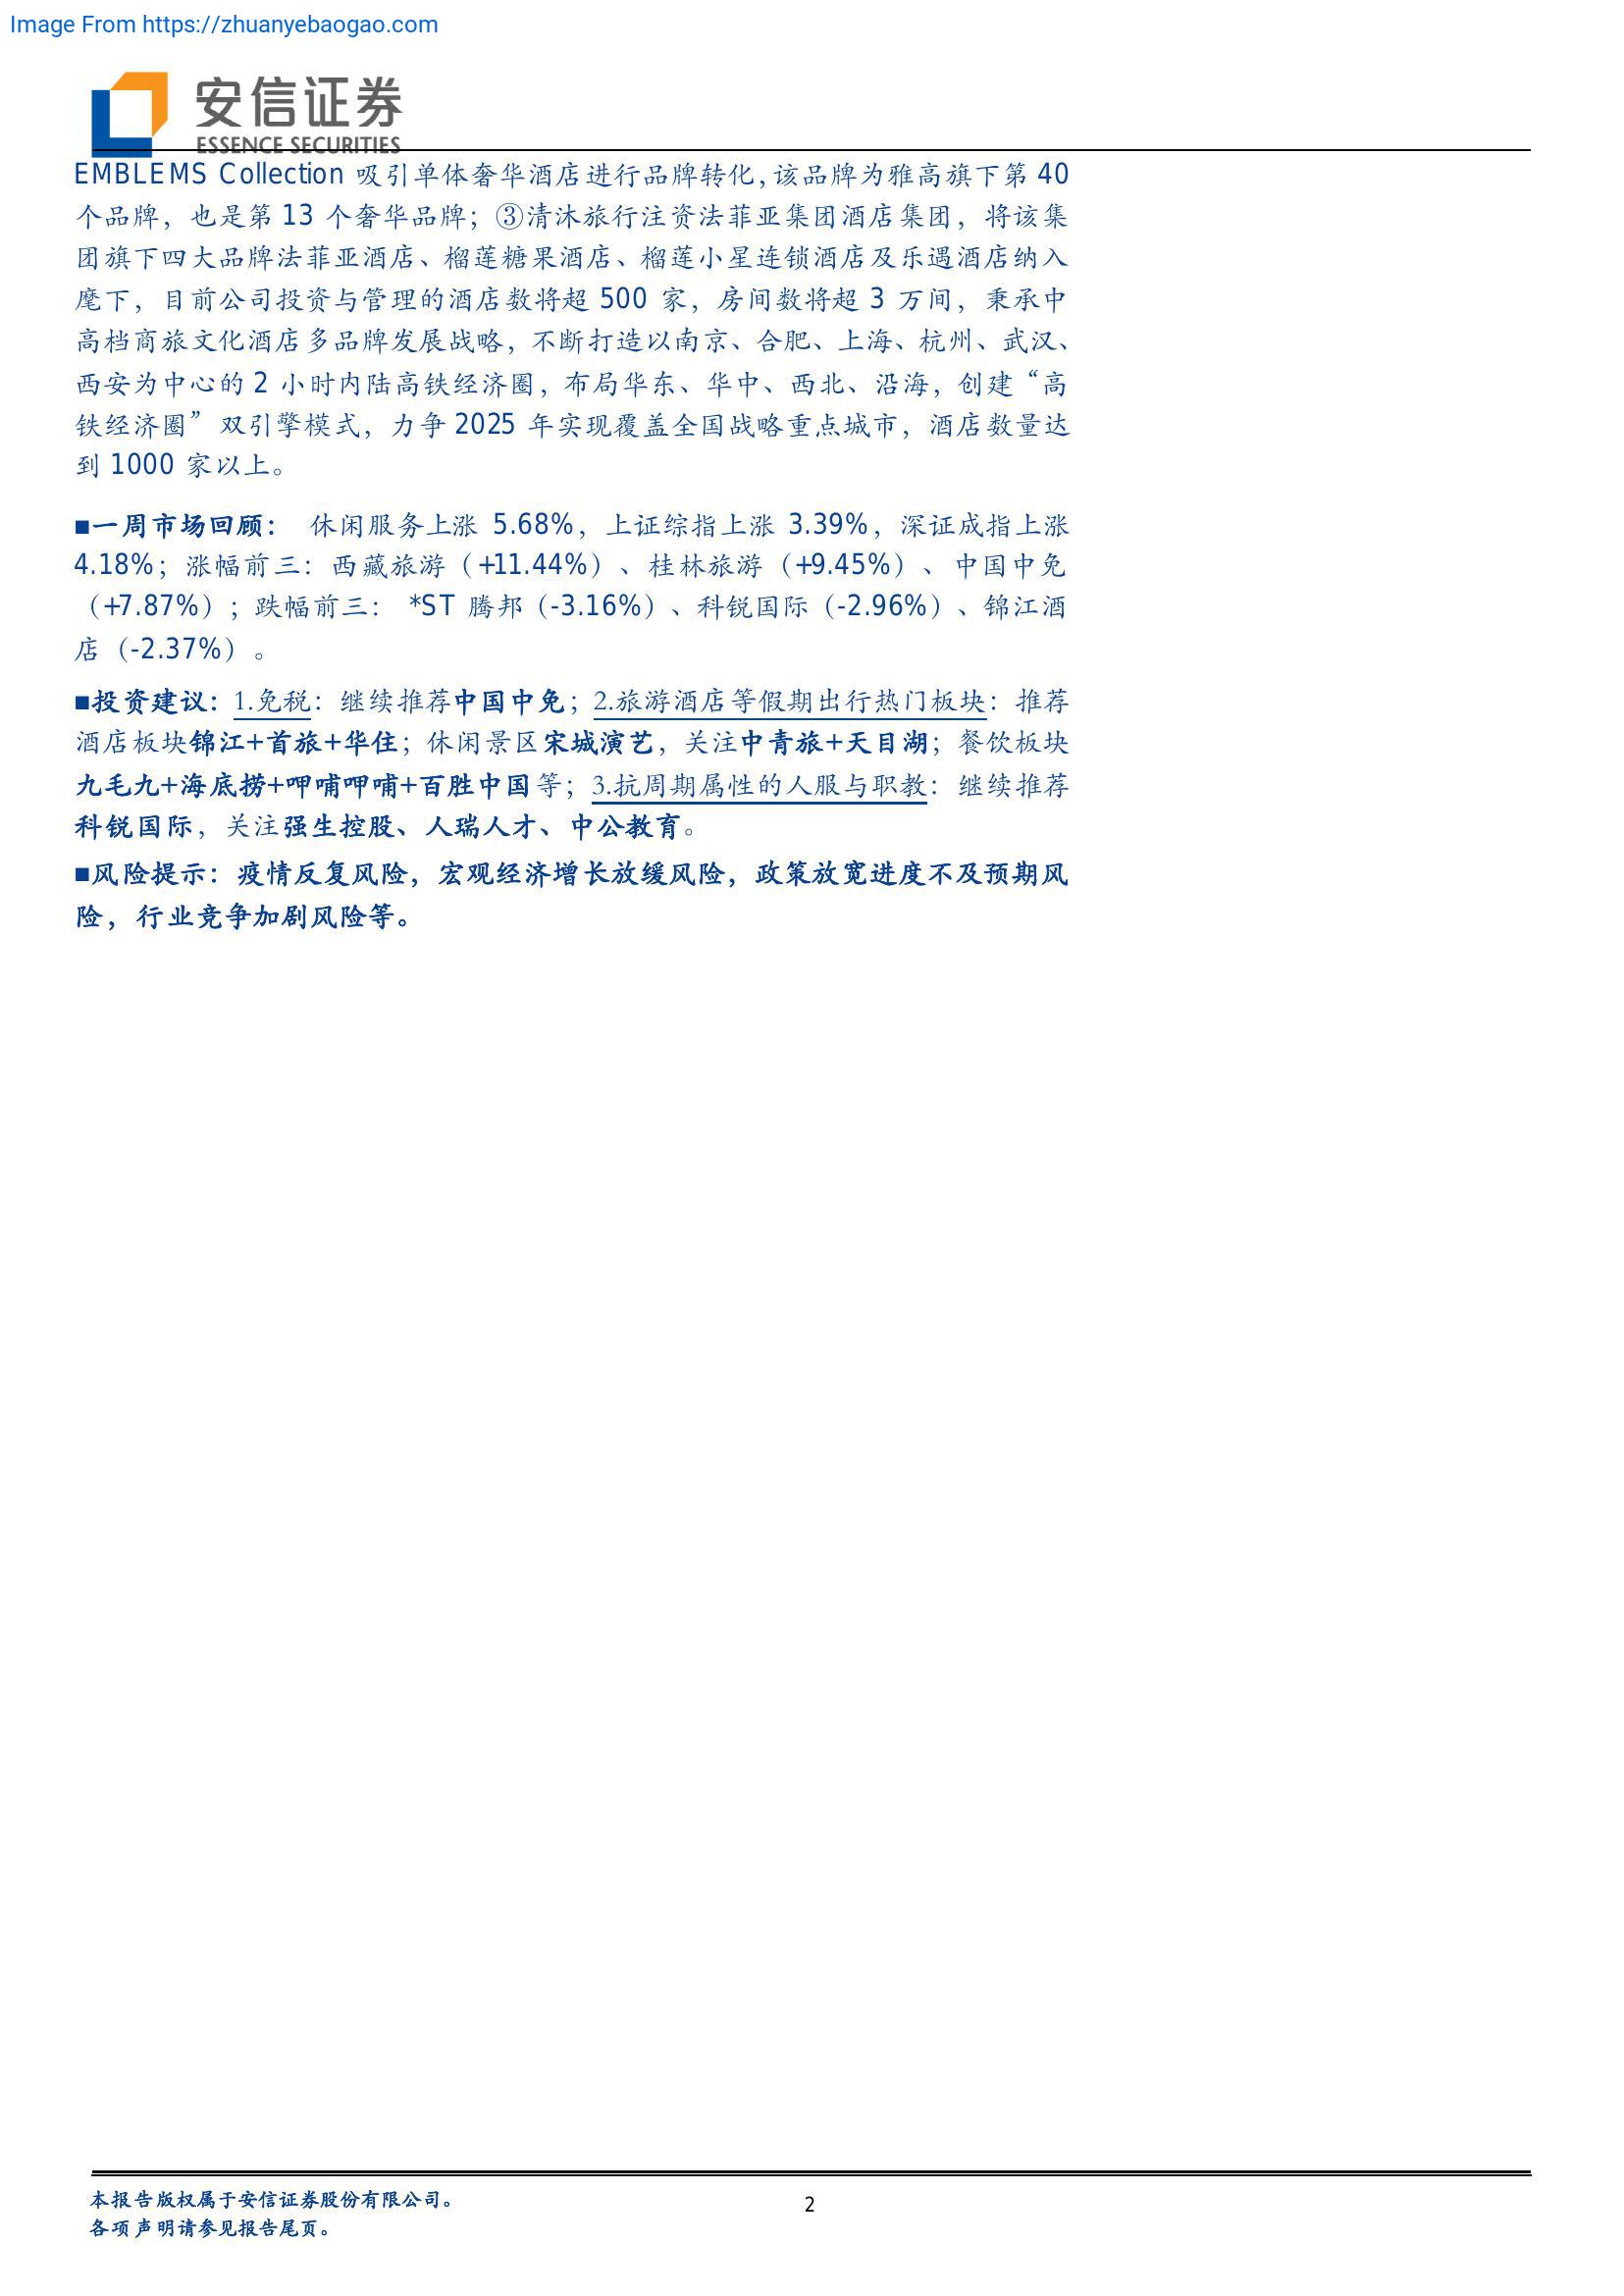 Image From https://zhuanyebaogao.com
安信证券
ESSENCE SECURITIES
EMBLEMS Collection 吸引单体奢华酒店进行品牌转化，该品牌为雅高旗下第 40
个品牌，也是第 13 个奢华品牌；③清沐旅行注资法菲亚集团酒店集团，将该集
团旗下四大品牌法菲亚酒店、榴莲糖果酒店、榴莲小星连锁酒店及乐遇酒店纳入
麾下，目前公司投资与管理的酒店数将超 500 家，房间数将超 3 万间，秉承中
高档商旅文化酒店多品牌发展战略，不断打造以南京、合肥、上海、杭州、武汉、
西安为中心的 2 小时内陆高铁经济圈，布局华东、华中、西北、沿海，创建“高
铁经济圈”双引擎模式，力争 2025 年实现覆盖全国战略重点城市，酒店数量达
到 1000 家以上。
■一周市场回顾： 休闲服务上涨 5.68%，上证综指上涨 3.39%，深证成指上涨
4.18%；涨幅前三：西藏旅游（+11.44%）、桂林旅游（+9.45%）、中国中免
（+7.87%）；跌幅前三： *ST 腾邦（-3.16%）、科锐国际（-2.96%）、锦江酒
店（-2.37%）。
■投资建议：1.免税：继续推荐中国中免；2.旅游酒店等假期出行热门板块：推荐
酒店板块锦江+首旅+华住；休闲景区宋城演艺，关注中青旅+天目湖；餐饮板块
九毛九+海底捞+呷哺呷哺+百胜中国等；3.抗周期属性的人服与职教：继续推荐
科锐国际，关注强生控股、人瑞人才、中公教育。
■风险提示：疫情反复风险，宏观经济增长放缓风险，政策放宽进度不及预期风
险，行业竞争加剧风险等。
本报告版权属于安信证券股份有限公司。
2
各项声明请参见报告尾页。